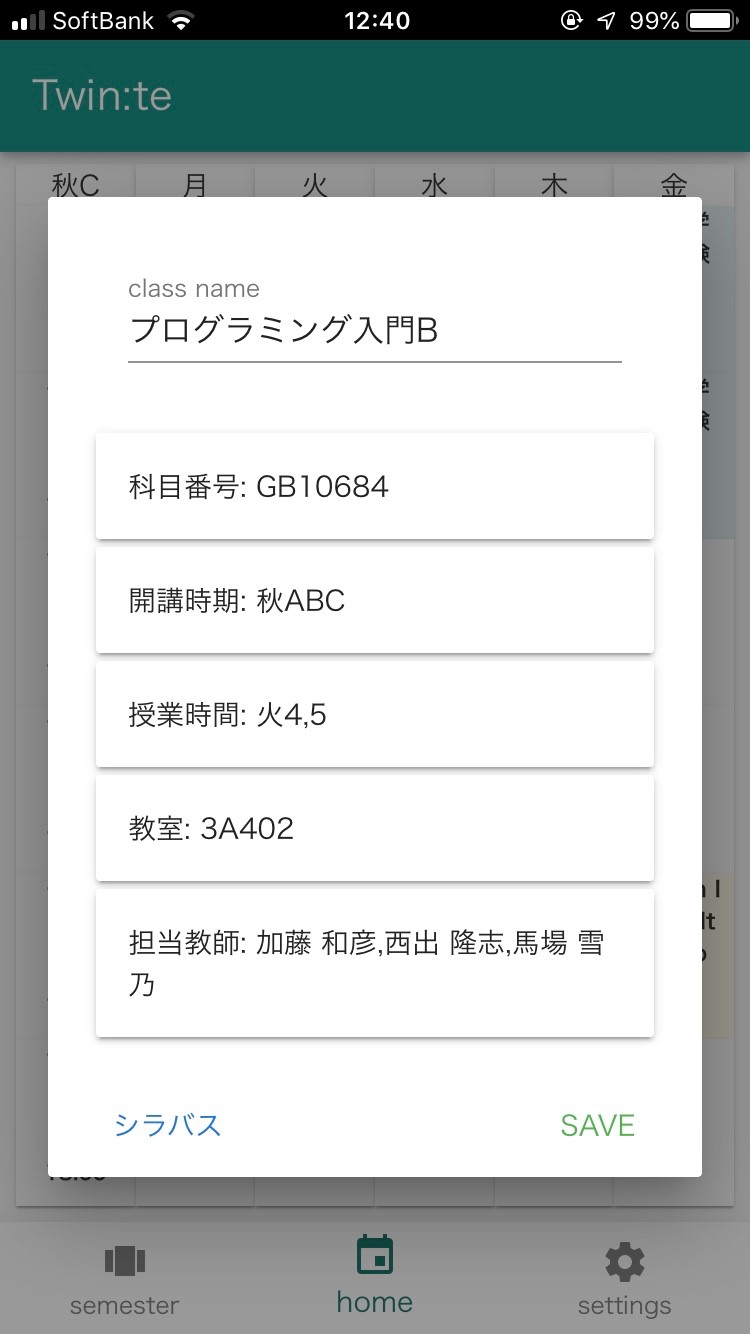 SoftBank 12:40 99%
Twin:te
秋C 月 火 水 木 金
class name
プログラミング入門B
科目番号: GB10684
開講時期: 秋ABC
授業時間: 火4,5
教室: 3A402
担当教師: 加藤 和彦,西出 隆志,馬場 雪
乃
シラバス SAVE
semester home settings